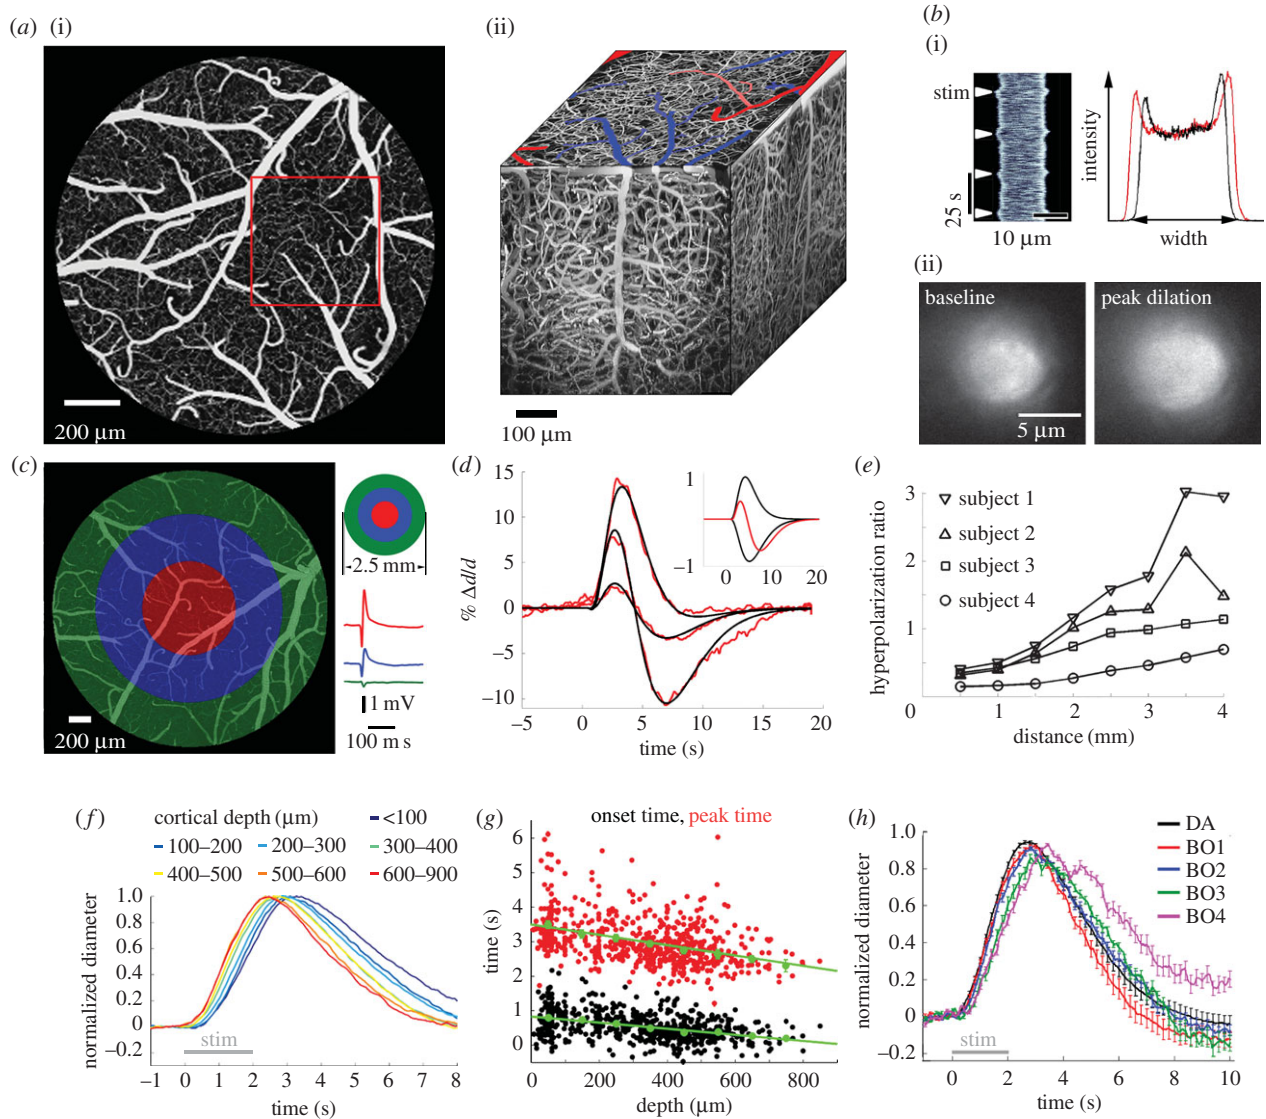 (a) (i)
200 µm
(ii)
100 µm
(b)
(i)
stim
25 s
10 µm
intensity
width
(ii)
baseline
peak dilation
5 µm
(c)
200 µm
2.5 mm
1 mV
100 m s
(d)
% Δd/d
15
10
5
0
−5
−10
−5 0 5 10 15 20
time (s)
1
−1
0 5 10 20
(e)
hyperpolarization ratio
3
2
1
0
subject 1
subject 2
subject 3
subject 4
1 2 3 4
distance (mm)
(f)
cortical depth (µm)
<100
100–200
200–300
300–400
400–500
500–600
600–900
normalized diameter
1.0
0.8
0.6
0.4
0.2
0
−0.2
stim
−1 0 1 2 3 4 5 6 7 8
time (s)
(g)
onset time, peak time
time (s)
6
5
4
3
2
1
0
0 200 400 600 800
depth (µm)
(h)
DA
BO1
BO2
BO3
BO4
normalized diameter
1.0
0.8
0.6
0.4
0.2
0
−0.2
stim
0 2 4 6 8 10
time (s)